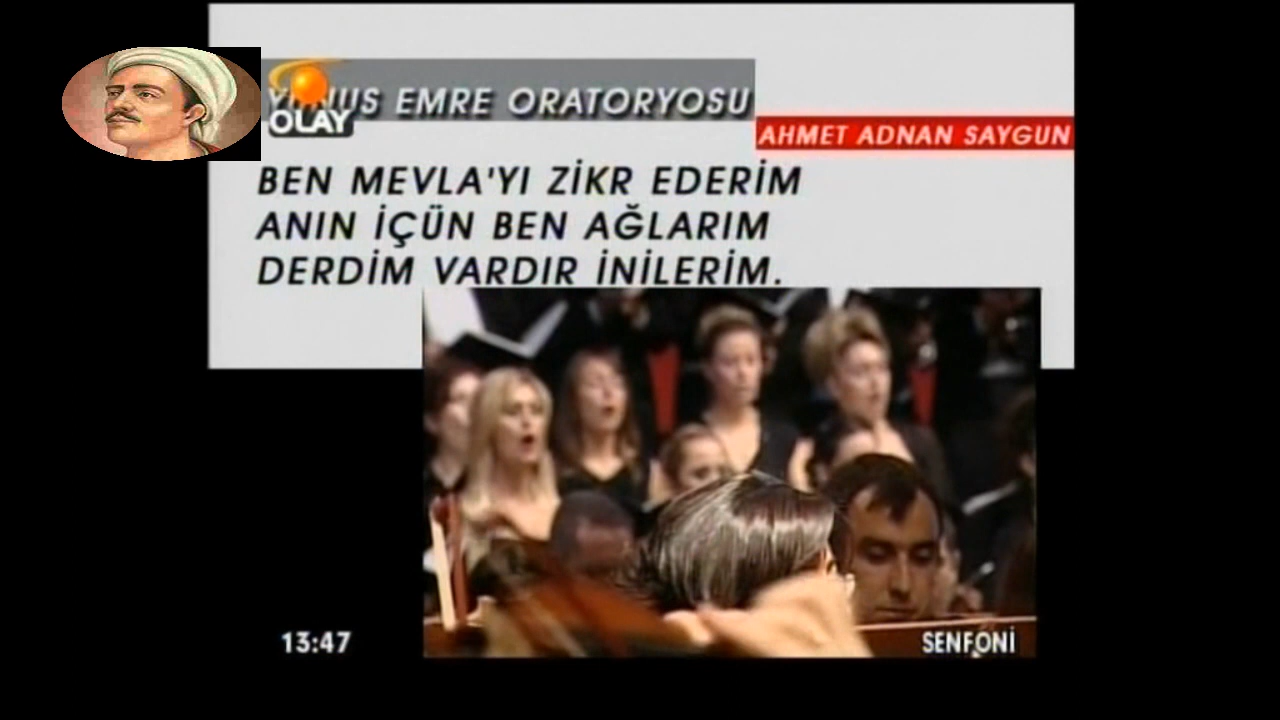 YUNUS EMRE ORATORYOSU
OLAY
AHMET ADNAN SAYGUN
BEN MEVLA'YI ZİKR EDERİM
ANIN İÇÜN BEN AĞLARIM
DERDİM VARDIR İNİLERİM.
13:47
SENFONİ